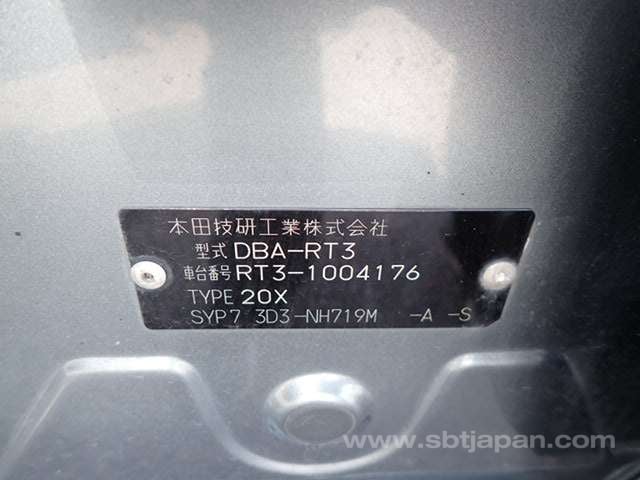 本田技研工業株式会社
型式 DBA-RT3
車台番号 RT3-1004176
TYPE 20X
SYP7 3D3-NH719M -A -S
www.sbtjapan.com